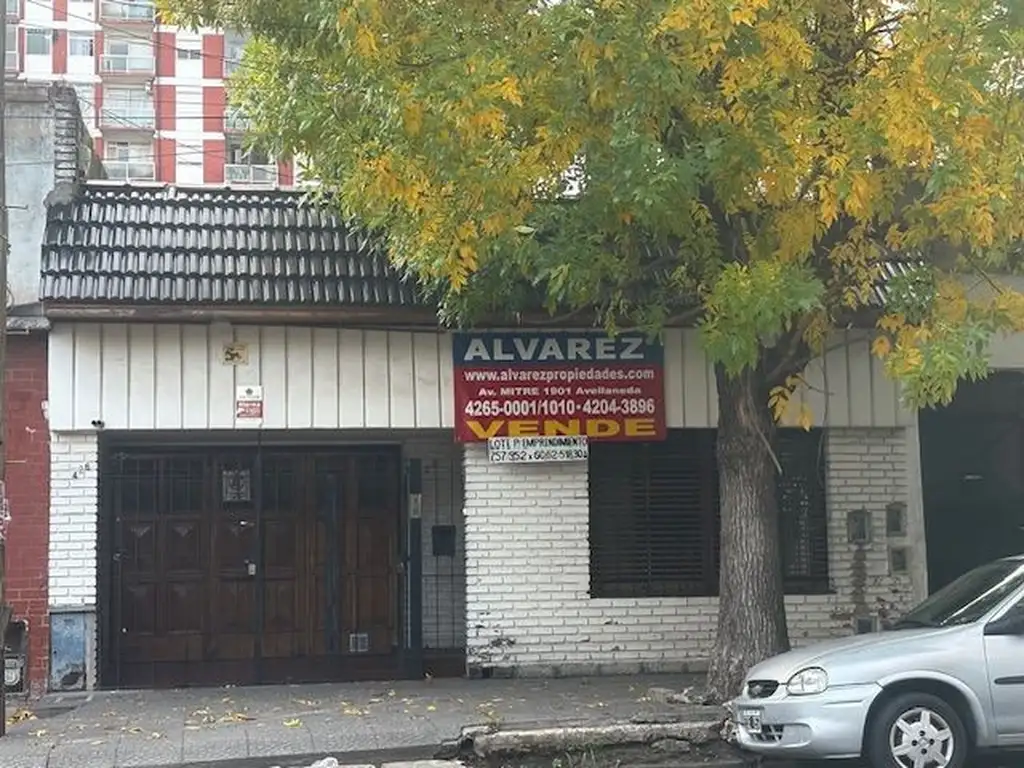 ALVAREZ
www.alvarezpropiedades.com
Av. MITRE 1901 Avellaneda
4265-0001/1010 • 4204-3896
VENDE
LOTE P/ EMPRENDIMIENTO